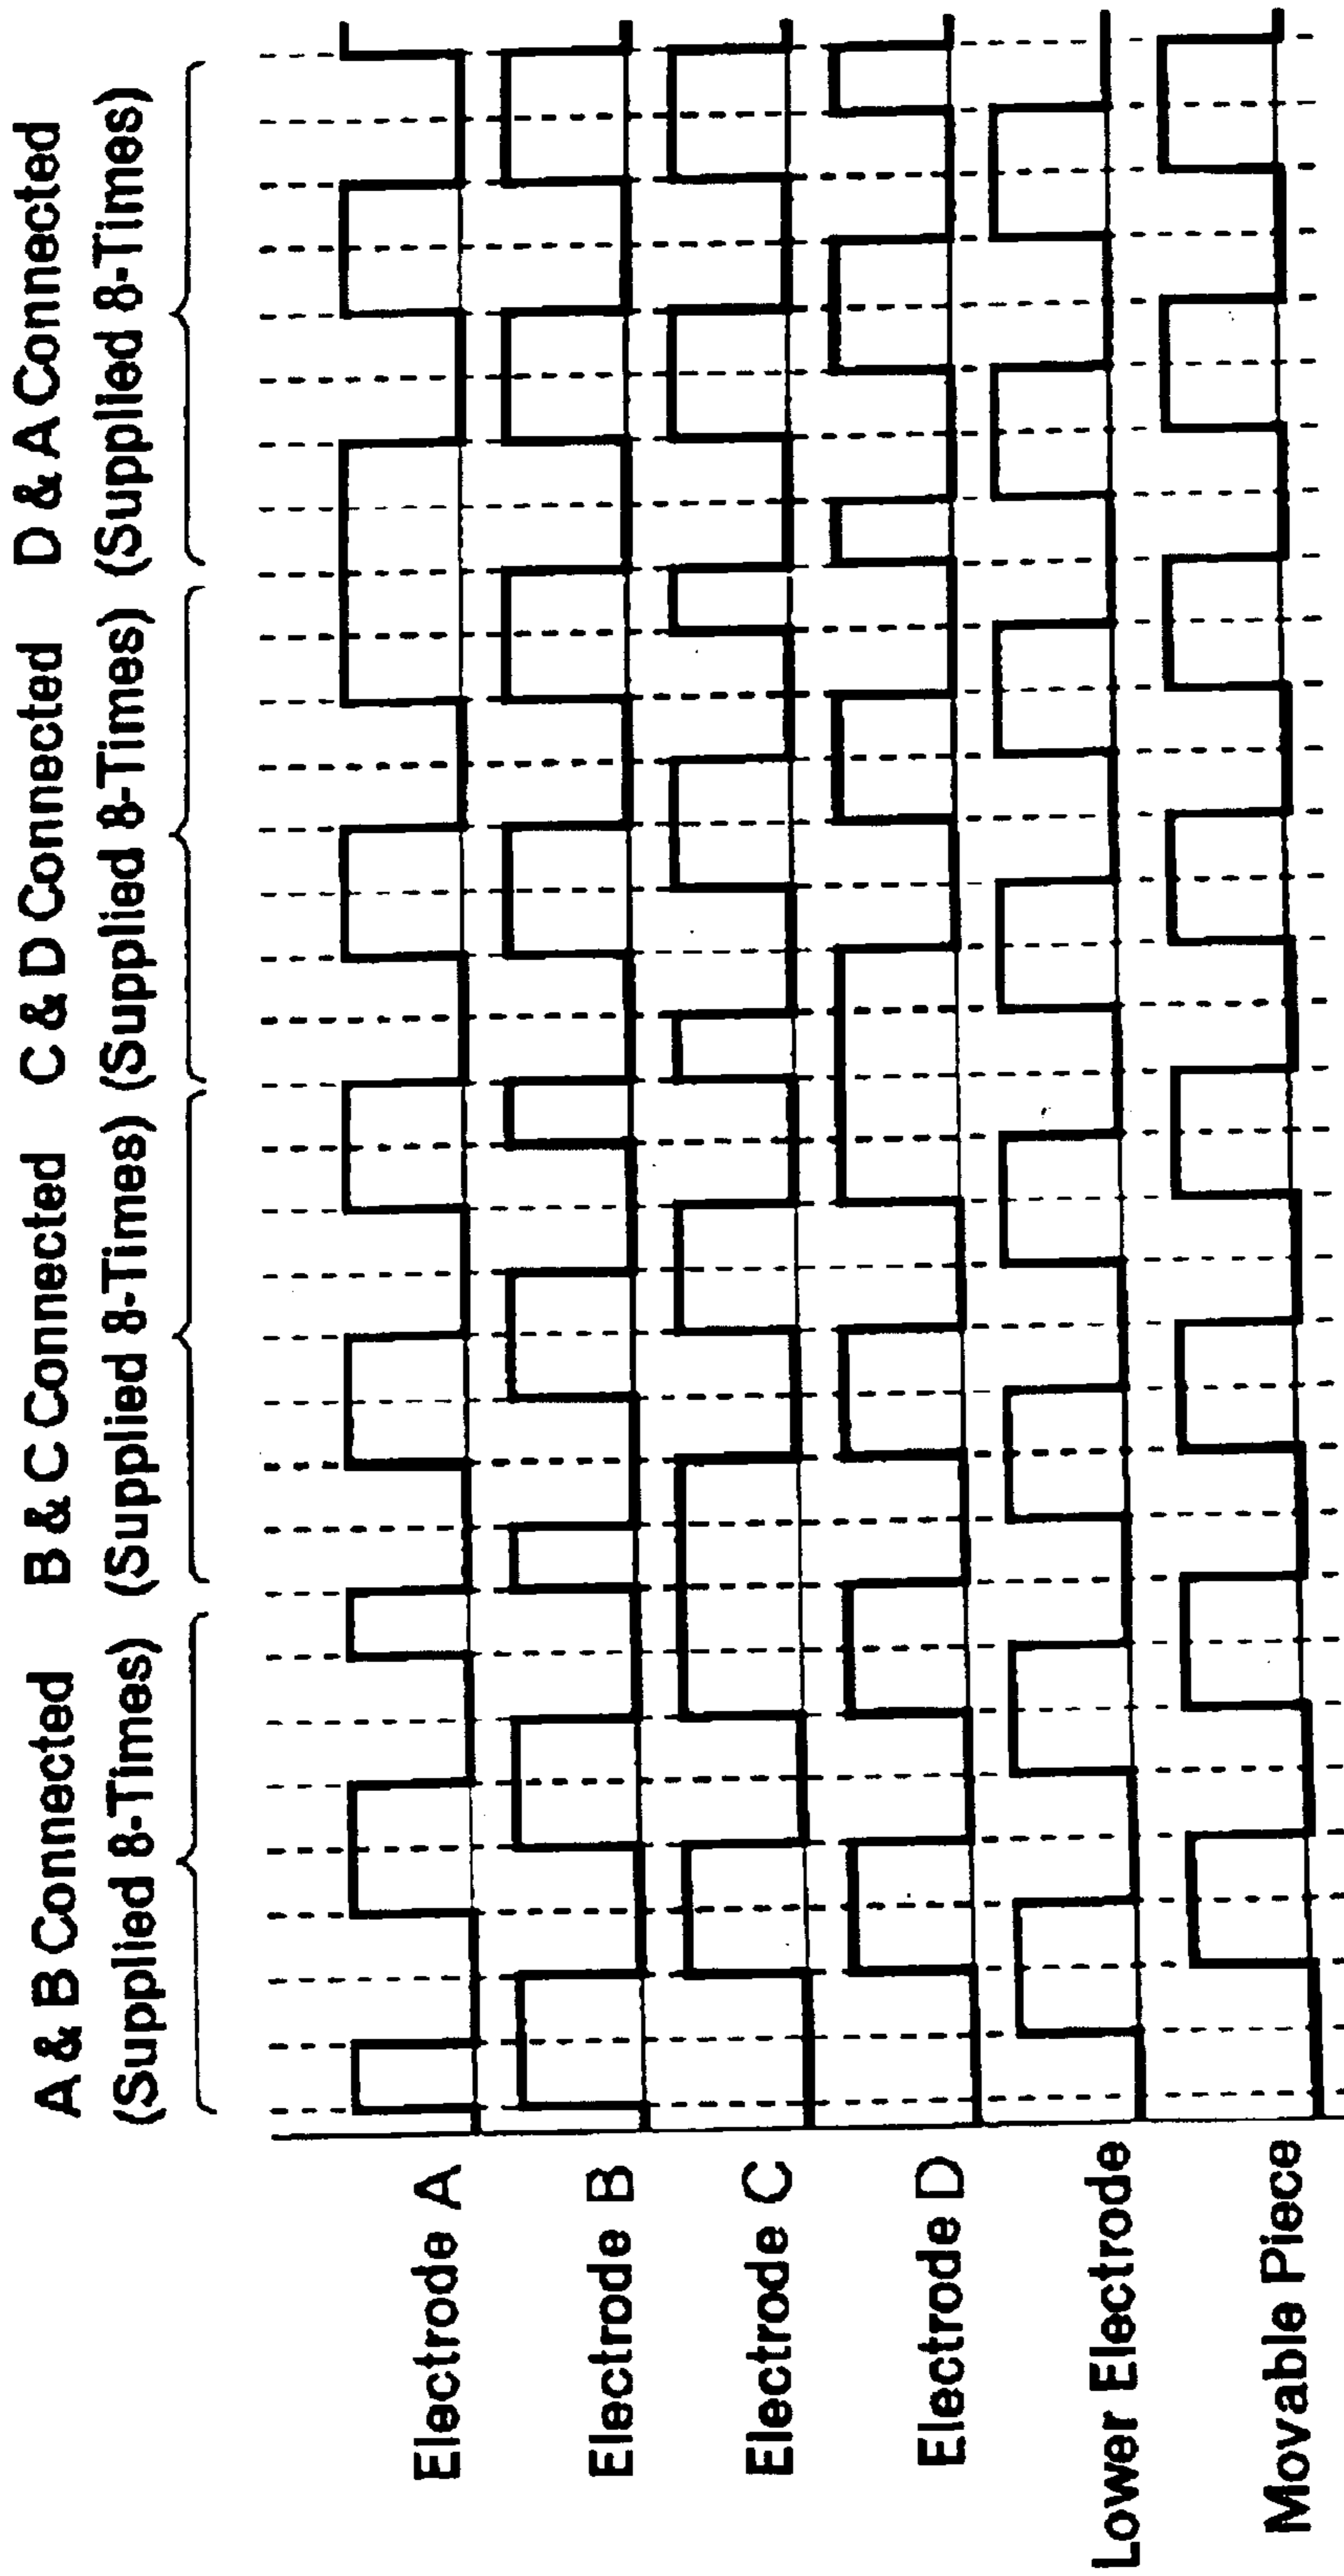 A & B Connected
(Supplied 8-Times)
B & C Connected
(Supplied 8-Times)
C & D Connected
(Supplied 8-Times)
D & A Connected
(Supplied 8-Times)
Electrode A
Electrode B
Electrode C
Electrode D
Lower Electrode
Movable Piece